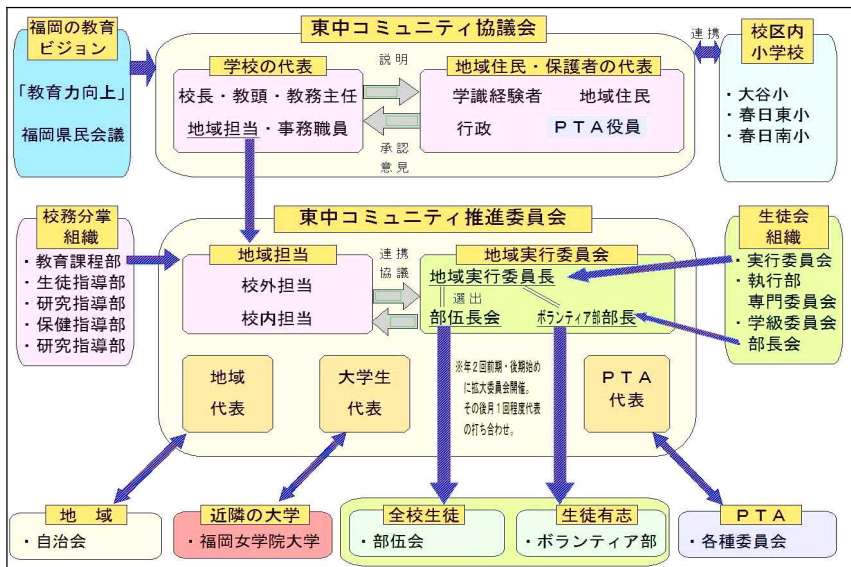 福岡の教育
ビジョン
「教育力向上」
福岡県民会議
東中コミュニティ協議会
学校の代表
校長・教頭・教務主任
地域担当・事務職員
説明
承認
意見
地域住民・保護者の代表
学識経験者 地域住民
行政 ＰＴＡ役員
連携
校区内
小学校
・大谷小
・春日東小
・春日南小
校務分掌
組織
・教育課程部
・生徒指導部
・研究指導部
・保健指導部
・研究指導部
東中コミュニティ推進委員会
地域担当
校外担当
校内担当
連携
協議
地域実行委員会
地域実行委員長
選出
部伍長会 ボランティア部部長
生徒会
組織
・実行委員会
・執行部
専門委員会
・学級委員会
・部長会
地域
代表
大学生
代表
※年２回前期・後期始め
に拡大委員会開催。
その後月１回程度代表
の打ち合わせ。
ＰＴＡ
代表
地域
・自治会
近隣の大学
・福岡女学院大学
全校生徒
・部伍会
生徒有志
・ボランティア部
ＰＴＡ
・各種委員会